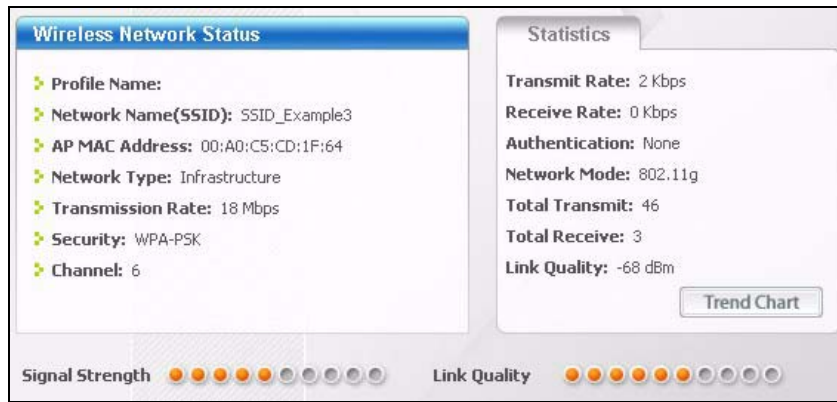 Wireless Network Status
Profile Name:
Network Name(SSID): SSID_Example3
AP MAC Address: 00:A0:C5:CD:1F:64
Network Type: Infrastructure
Transmission Rate: 18 Mbps
Security: WPA-PSK
Channel: 6
Statistics
Transmit Rate: 2 Kbps
Receive Rate: 0 Kbps
Authentication: None
Network Mode: 802.11g
Total Transmit: 46
Total Receive: 3
Link Quality: -68 dBm
Trend Chart
Signal Strength
Link Quality